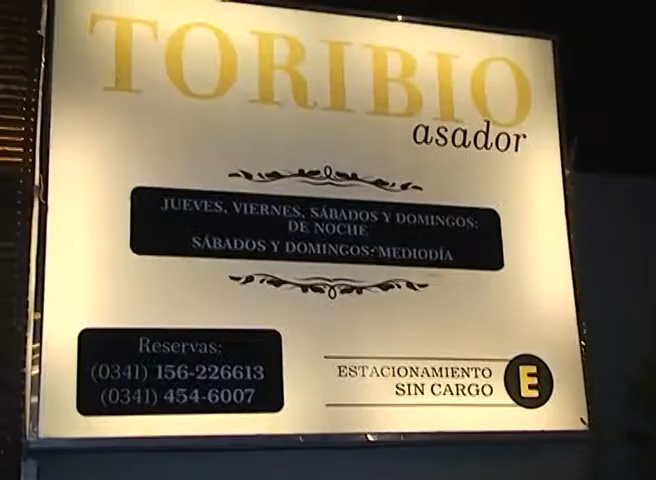 TORIBIO
asador
JUEVES, VIERNES, SÁBADOS Y DOMINGOS:
DE NOCHE
SÁBADOS Y DOMINGOS: MEDIODÍA
Reservas:
(0341) 156-226613
(0341) 454-6007
ESTACIONAMIENTO
SIN CARGO
E